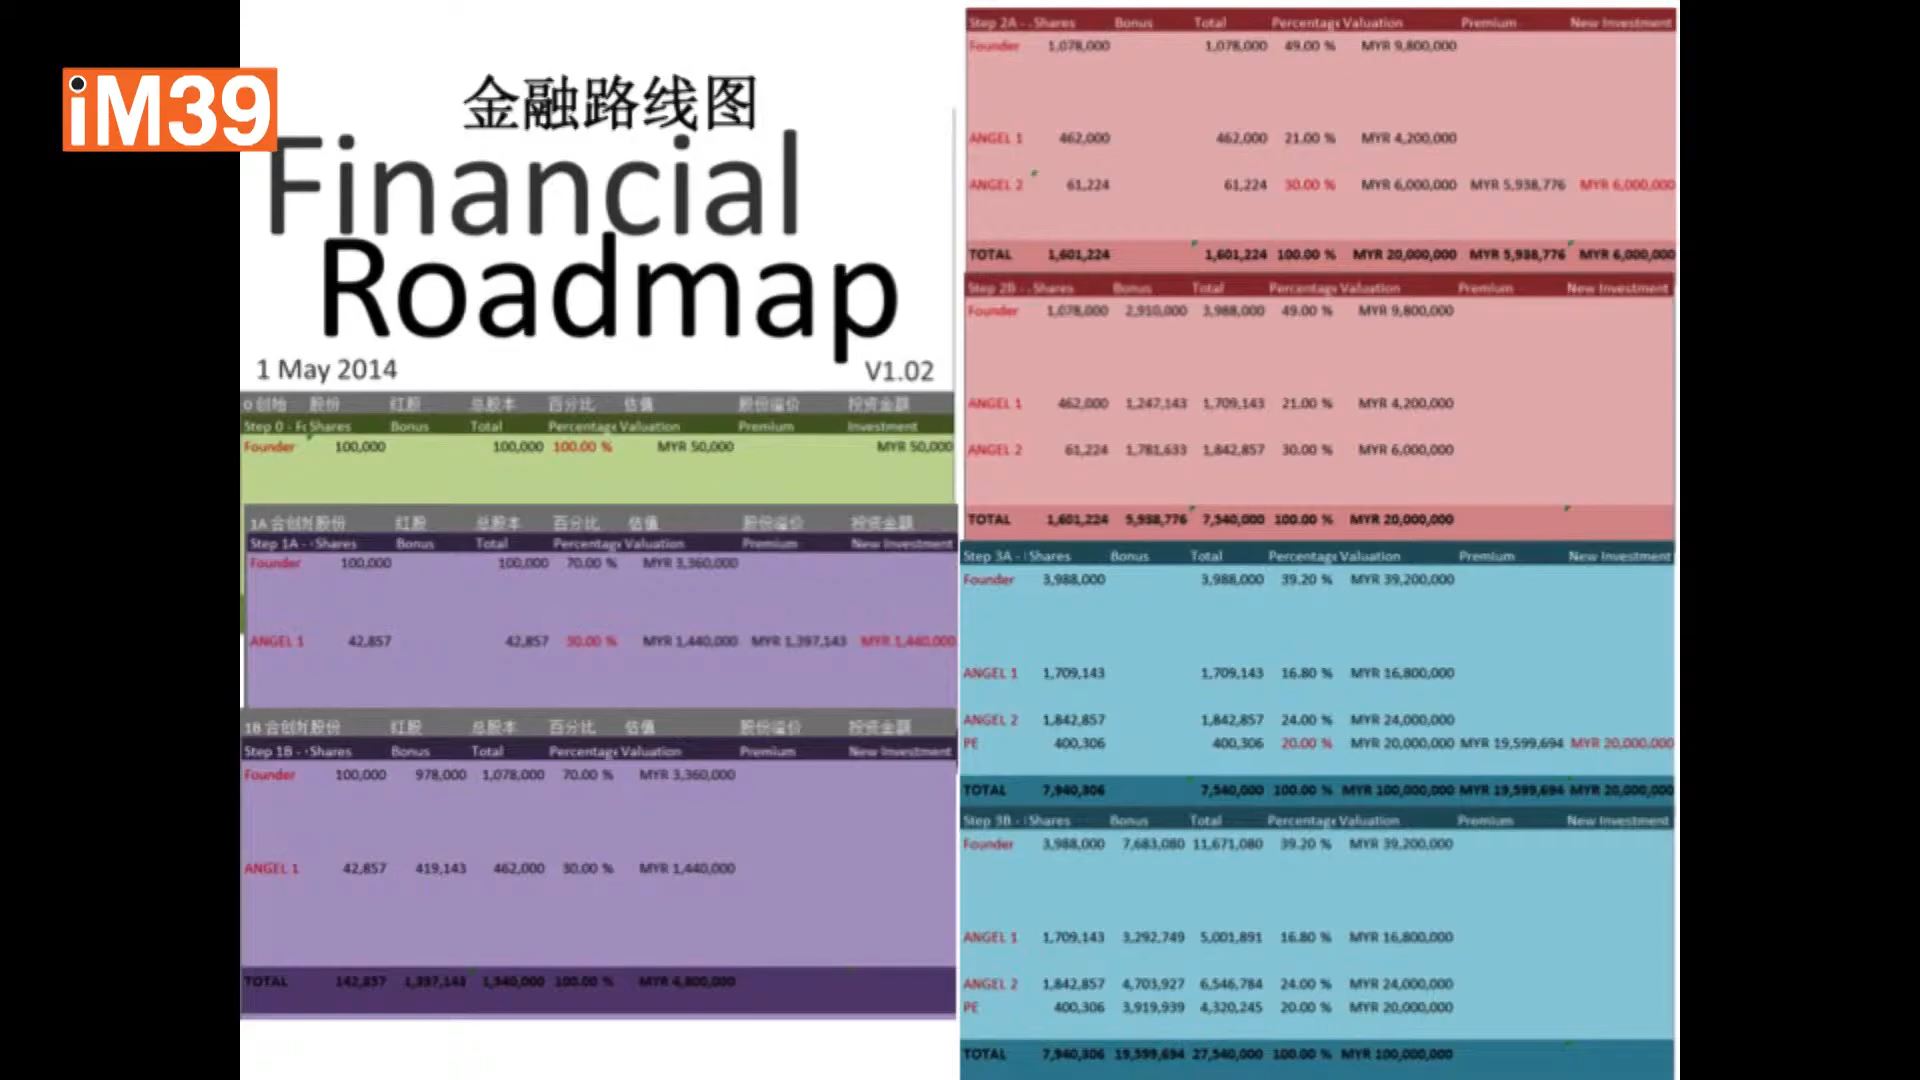 iM39
金融路线图
Financial
Roadmap
1 May 2014 V1.02
0 创始 股份 红股 总股本 百分比 估值 股份溢价 投资金额
Step 0 - Fo Shares Bonus Total Percentage Valuation Premium Investment
Founder 100,000 100,000 100.00 % MYR 50,000 MYR 50,000
1A 合创 股份 红股 总股本 百分比 估值 股份溢价 投资金额
Step 1A - Shares Bonus Total Percentage Valuation Premium New Investment
Founder 100,000 100,000 70.00 % MYR 3,360,000
ANGEL 1 42,857 42,857 30.00 % MYR 1,440,000 MYR 1,397,143 MYR 1,440,000
1B 合创 股份 红股 总股本 百分比 估值 股份溢价 投资金额
Step 1B - Shares Bonus Total Percentage Valuation Premium New Investment
Founder 100,000 978,000 1,078,000 70.00 % MYR 3,360,000
ANGEL 1 42,857 419,143 462,000 30.00 % MYR 1,440,000
TOTAL 142,857 1,397,143 1,540,000 100.00 % MYR 4,800,000
Step 2A - Shares Bonus Total Percentage Valuation Premium New Investment
Founder 1,078,000 1,078,000 49.00 % MYR 9,800,000
ANGEL 1 462,000 462,000 21.00 % MYR 4,200,000
ANGEL 2 61,224 61,224 30.00 % MYR 6,000,000 MYR 5,938,776 MYR 6,000,000
TOTAL 1,601,224 1,601,224 100.00 % MYR 20,000,000 MYR 5,938,776 MYR 6,000,000
Step 2B - Shares Bonus Total Percentage Valuation Premium New Investment
Founder 1,078,000 2,910,000 3,988,000 49.00 % MYR 9,800,000
ANGEL 1 462,000 1,247,143 1,709,143 21.00 % MYR 4,200,000
ANGEL 2 61,224 1,781,633 1,842,857 30.00 % MYR 6,000,000
TOTAL 1,601,224 5,938,776 7,540,000 100.00 % MYR 20,000,000
Step 3A - Shares Bonus Total Percentage Valuation Premium New Investment
Founder 3,988,000 3,988,000 39.20 % MYR 39,200,000
ANGEL 1 1,709,143 1,709,143 16.80 % MYR 16,800,000
ANGEL 2 1,842,857 1,842,857 24.00 % MYR 24,000,000
PE 400,306 400,306 20.00 % MYR 20,000,000 MYR 19,599,694 MYR 20,000,000
TOTAL 7,940,306 7,540,000 100.00 % MYR 100,000,000 MYR 19,599,694 MYR 20,000,000
Step 3B - Shares Bonus Total Percentage Valuation Premium New Investment
Founder 3,988,000 7,683,080 11,671,080 39.20 % MYR 39,200,000
ANGEL 1 1,709,143 3,292,749 5,001,891 16.80 % MYR 16,800,000
ANGEL 2 1,842,857 4,703,927 6,546,784 24.00 % MYR 24,000,000
PE 400,306 3,919,939 4,320,245 20.00 % MYR 20,000,000
TOTAL 7,940,306 19,599,694 27,540,000 100.00 % MYR 100,000,000